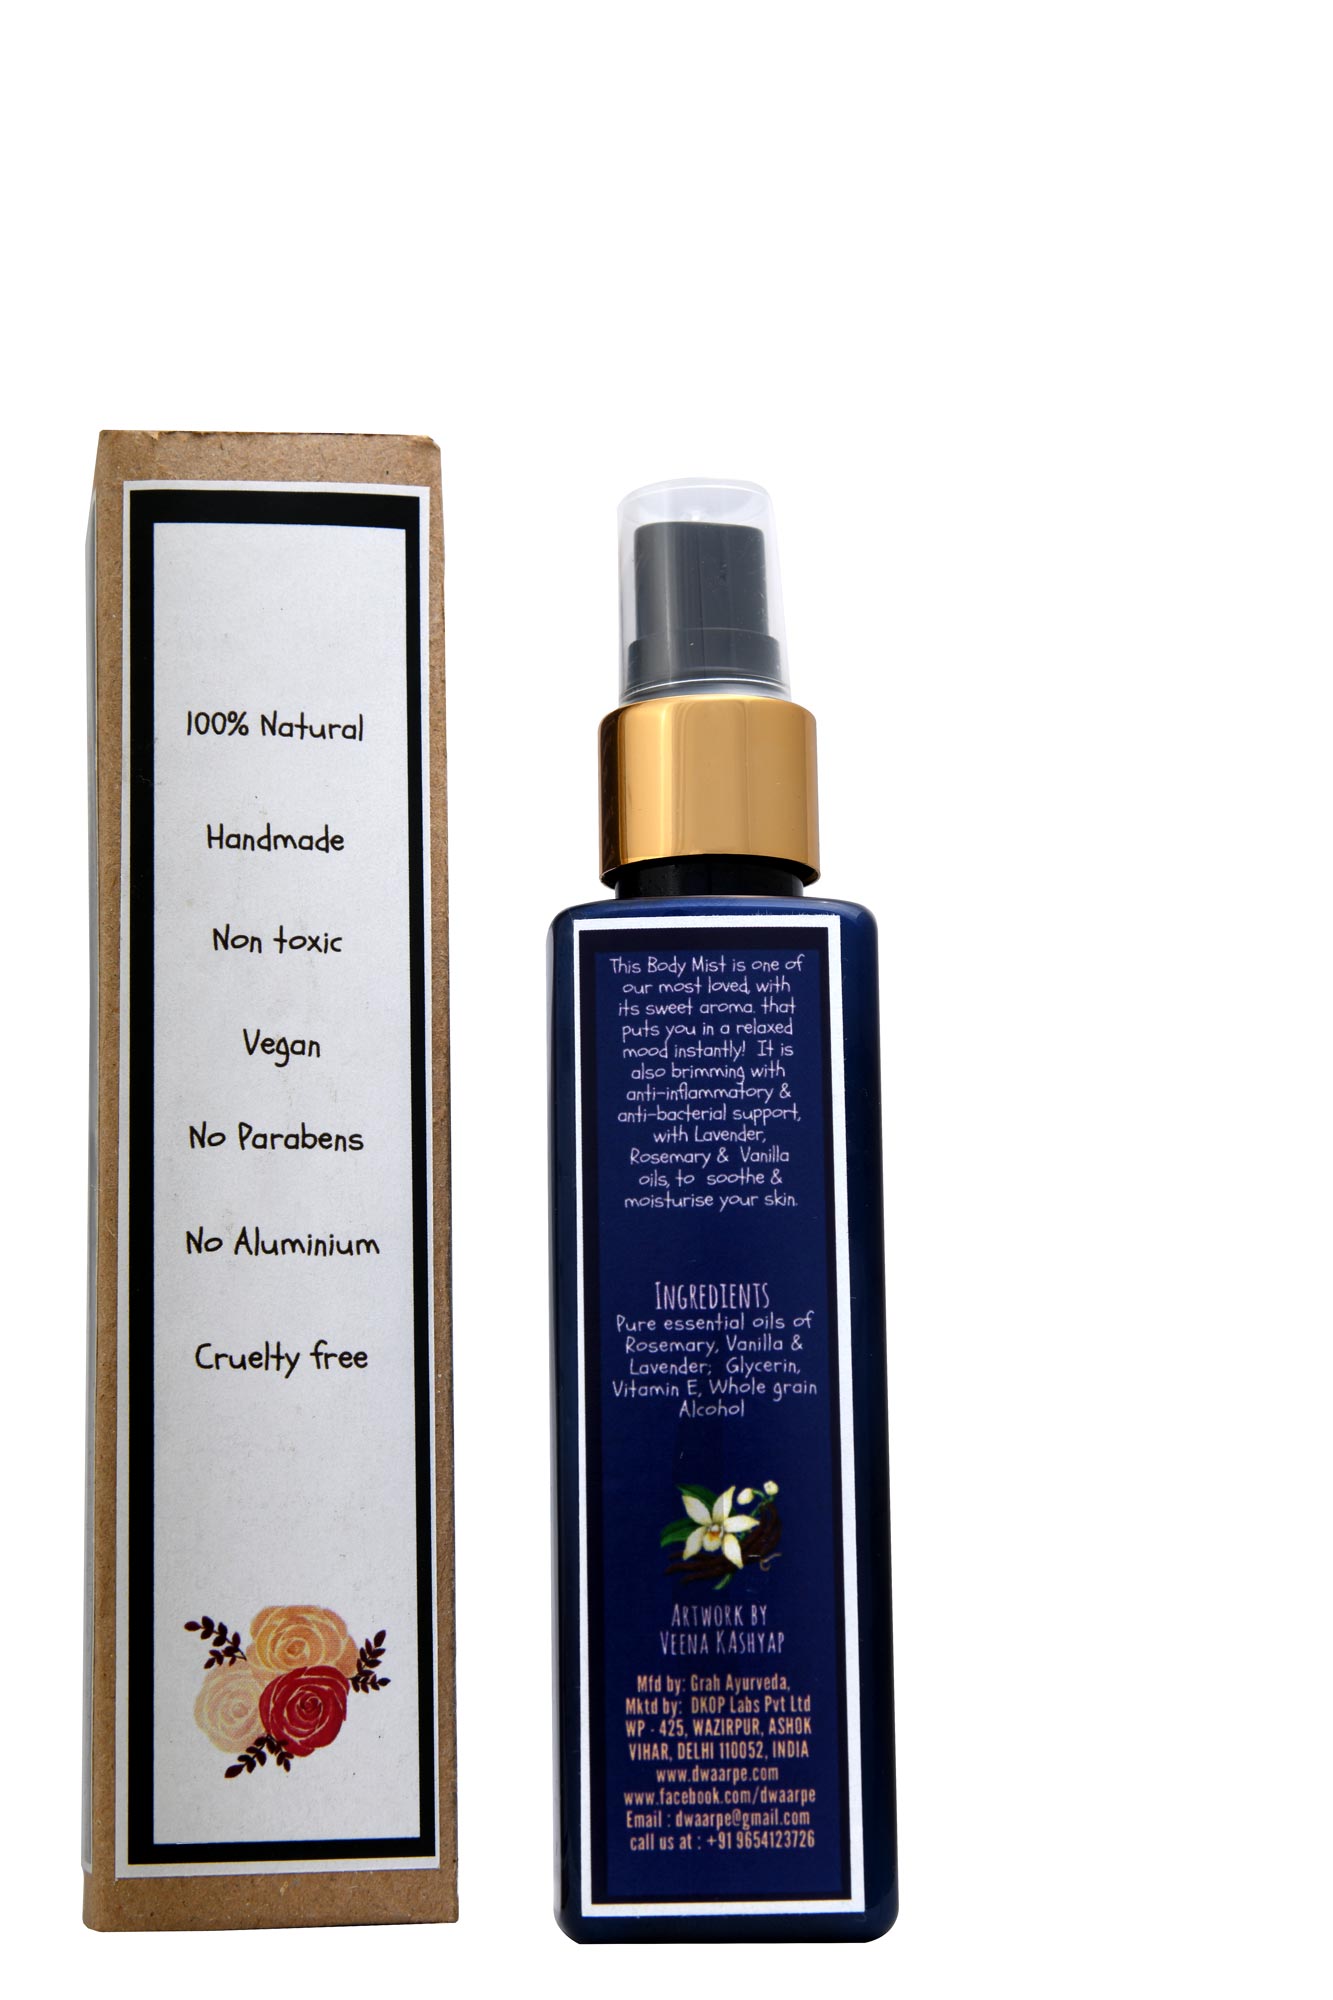 100% Natural
Handmade
Non toxic
Vegan
No Parabens
No Aluminium
Cruelty free
This Body Mist is one of
our most loved, with
its sweet aroma. that
puts you in a relaxed
mood instantly! It is
also brimming with
anti-inflammatory &
anti-bacterial support,
with Lavender,
Rosemary & Vanilla
oils, to soothe &
moisturise your skin.
INGREDIENTS
Pure essential oils of
Rosemary, Vanilla &
Lavender; Glycerin,
Vitamin E, Whole grain
Alcohol
ARTWORK BY
VEENA KASHYAP
Mfd by: Grah Ayurveda,
Mktd by: DKOP Labs Pvt Ltd
WP - 425, WAZIRPUR, ASHOK
VIHAR, DELHI 110052, INDIA
www.dwaarpe.com
www.facebook.com/dwaarpe
Email : dwaarpe@gmail.com
call us at : +91 9654123726